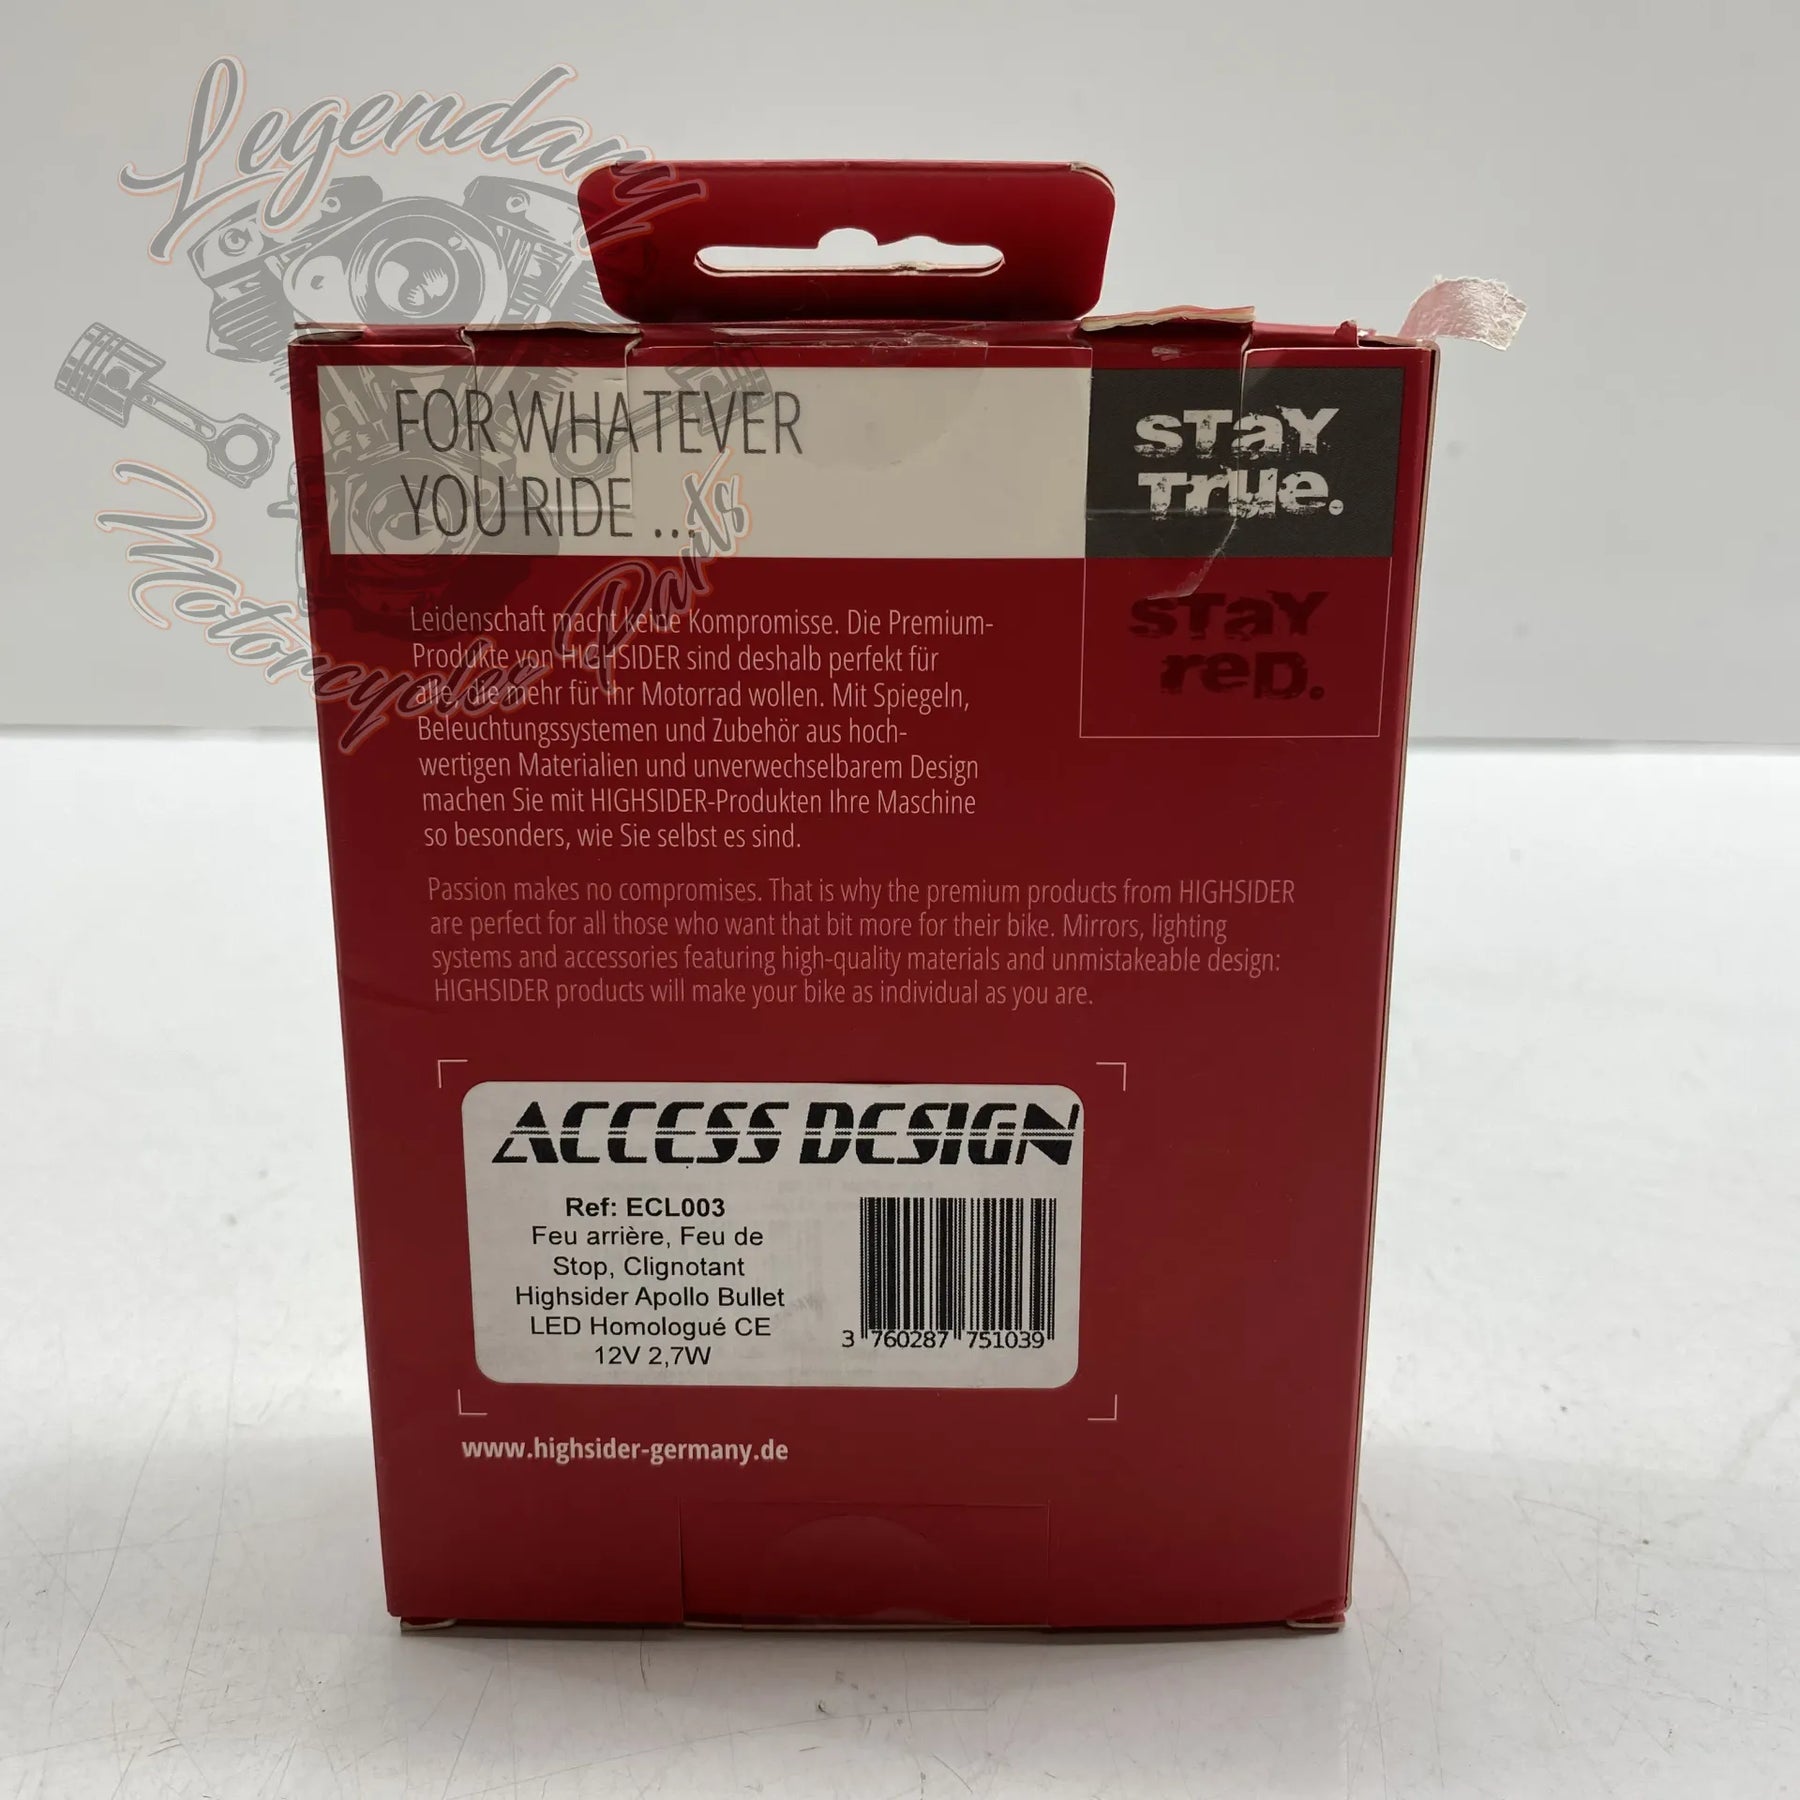 Legendary
Motorcycles Parts
FOR WHATEVER
YOU RIDE ...
STAY
TRUE.
STAY
RED.
Leidenschaft macht keine Kompromisse. Die Premium-
Produkte von HIGHSIDER sind deshalb perfekt für
alle, die mehr für ihr Motorrad wollen. Mit Spiegeln,
Beleuchtungssystemen und Zubehör aus hoch-
wertigen Materialien und unverwechselbarem Design
machen Sie mit HIGHSIDER-Produkten Ihre Maschine
so besonders, wie Sie selbst es sind.
Passion makes no compromises. That is why the premium products from HIGHSIDER
are perfect for all those who want that bit more for their bike. Mirrors, lighting
systems and accessories featuring high-quality materials and unmistakeable design:
HIGHSIDER products will make your bike as individual as you are.
ACCESS DESIGN
Ref: ECL003
Feu arrière, Feu de
Stop, Clignotant
Highsider Apollo Bullet
LED Homologué CE
12V 2,7W
3 760287 751039
www.highsider-germany.de